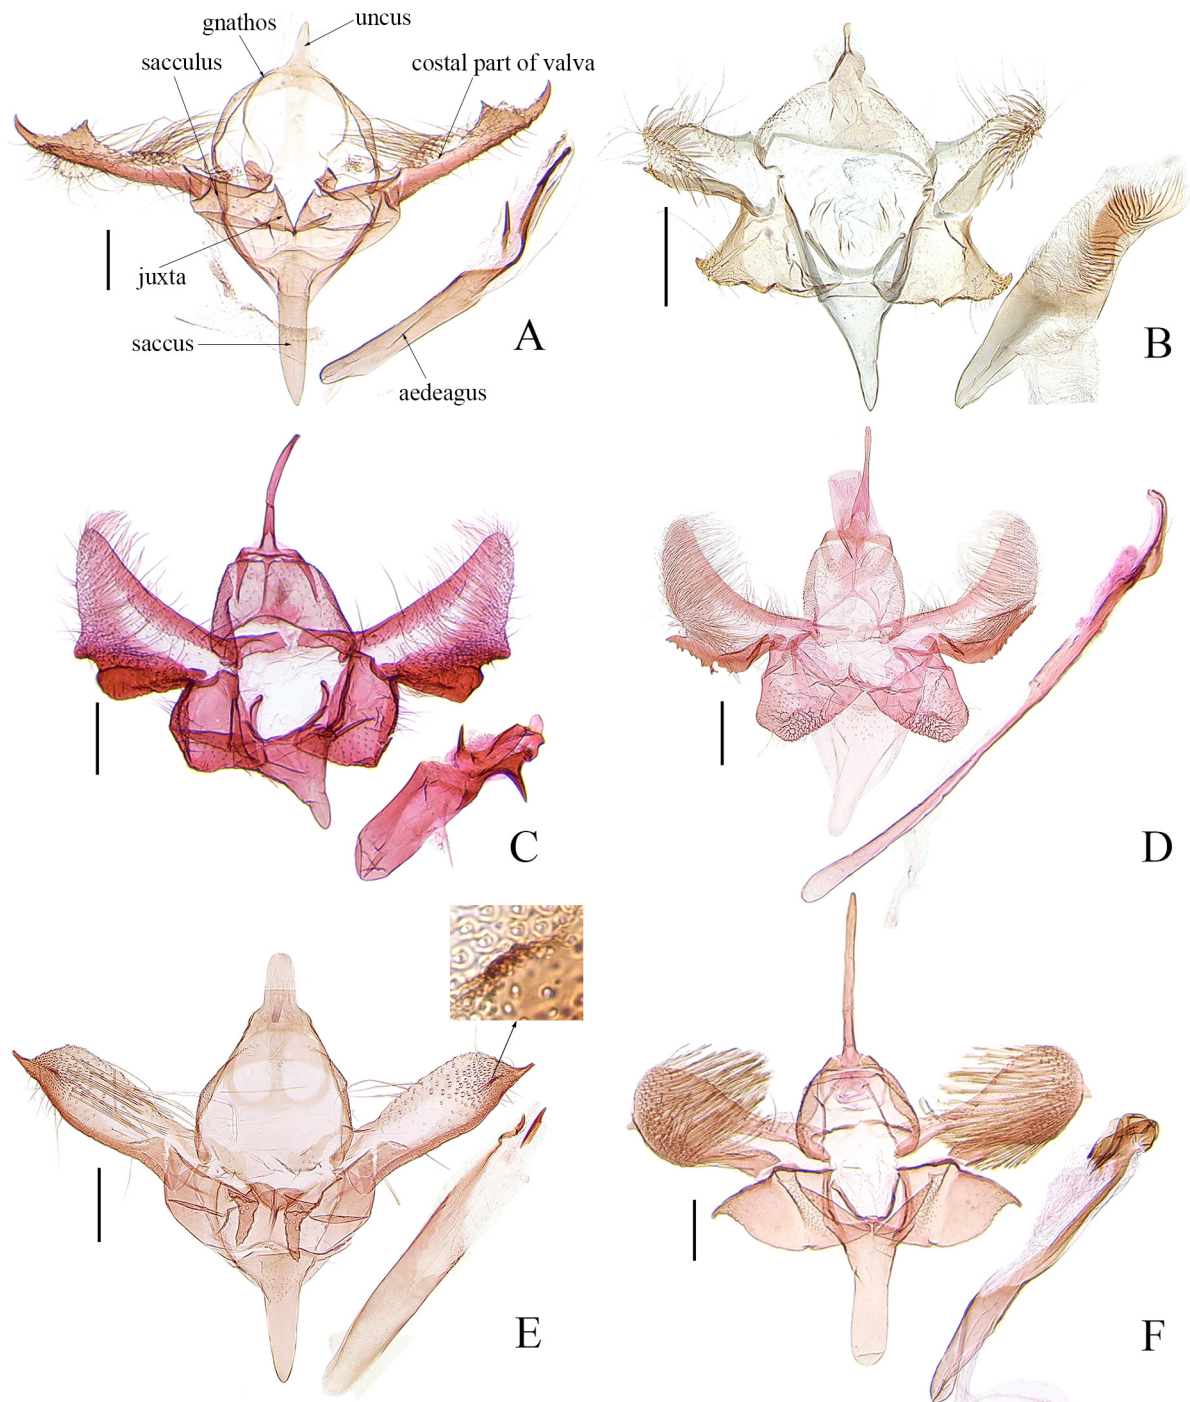 gnathos
uncus
sacculus
costal part of valva
juxta
saccus
aedeagus
A
B
C
D
E
F